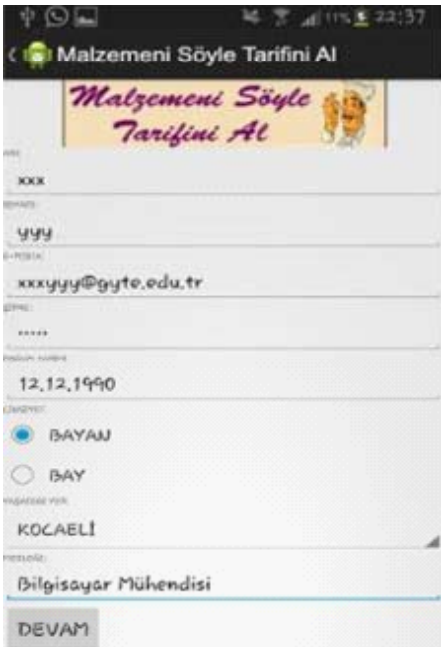 11% 22:37
Malzemeni Söyle Tarifini Al
Malzemeni Söyle
Tarifini Al
xxx
yyy
xxxyyy@gyte.edu.tr
.....
12.12.1990
BAYAN
BAY
KOCAELİ
Bilgisayar Mühendisi
DEVAM